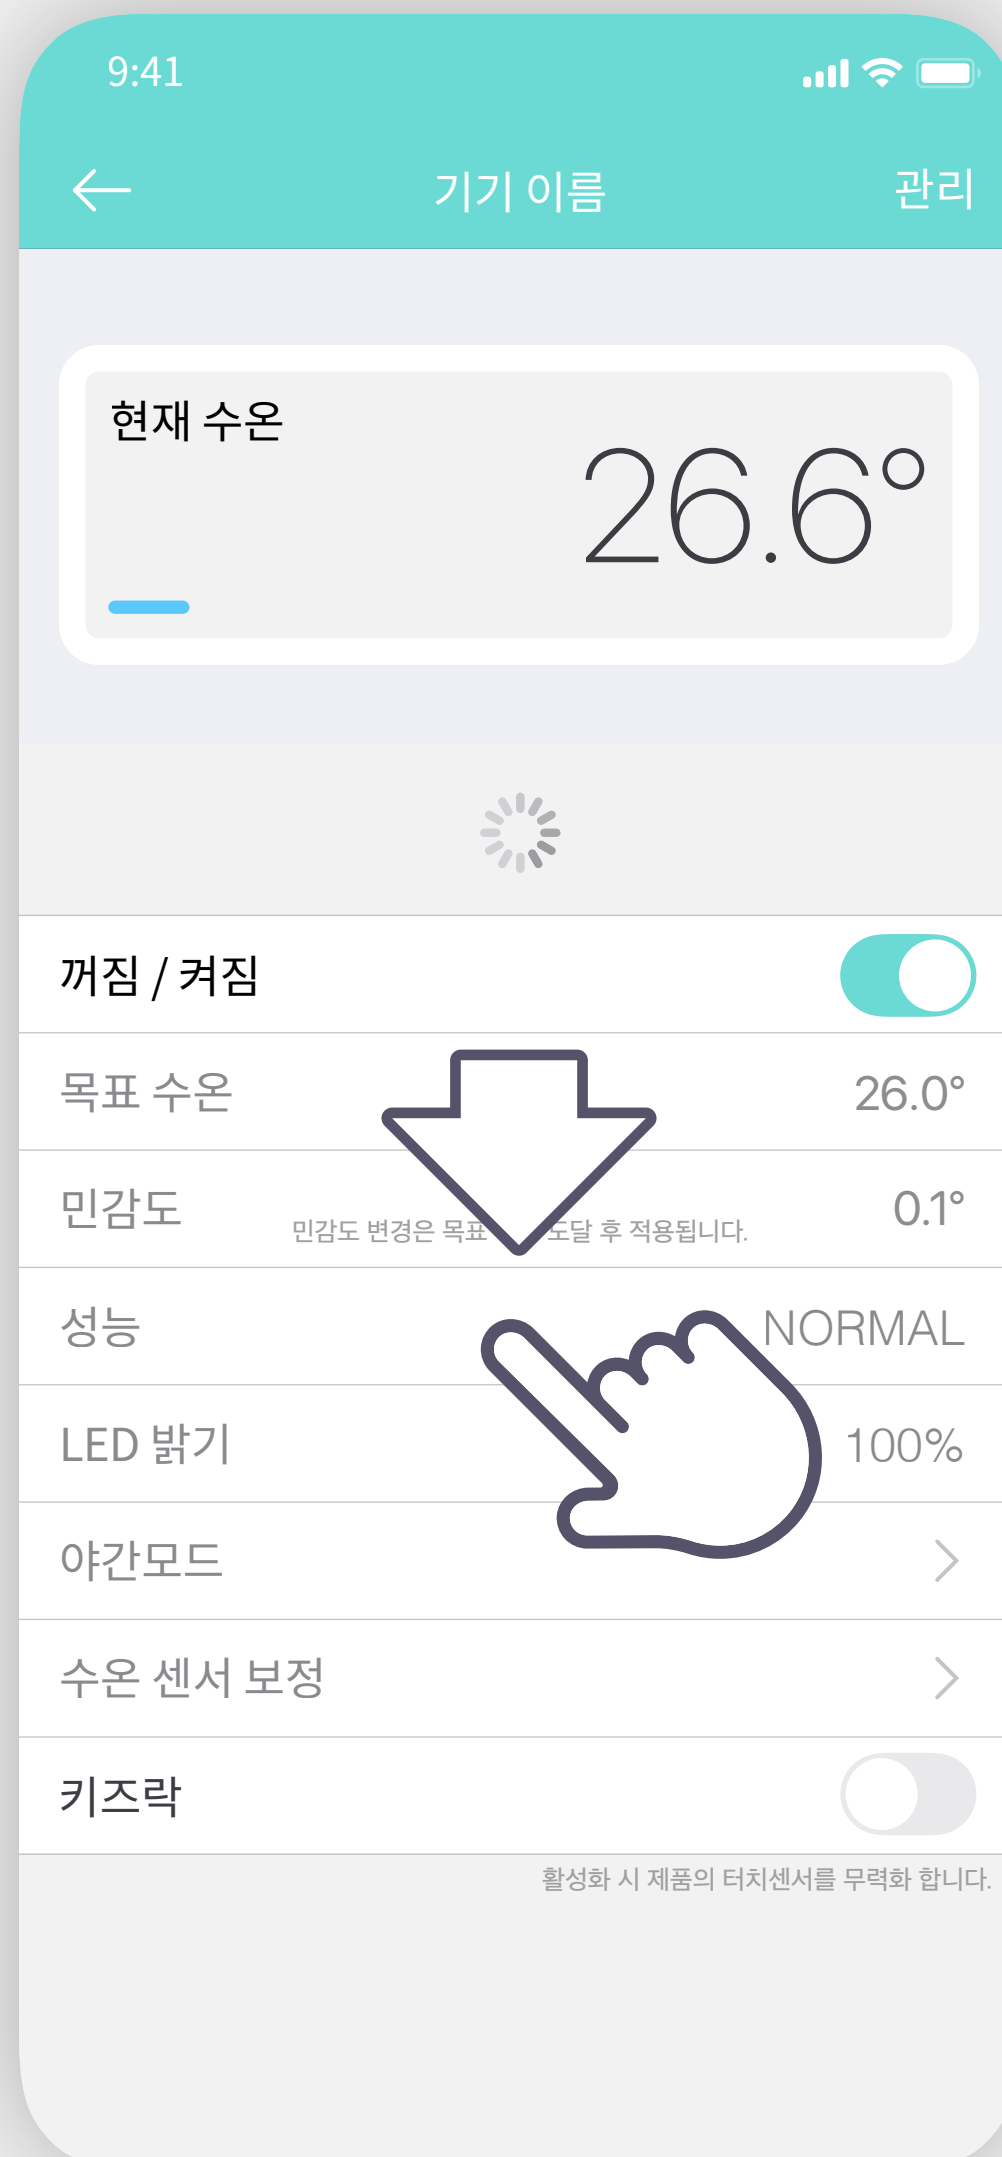 9:41
기기 이름
관리
현재 수온
26.6°
꺼짐 / 켜짐
목표 수온
26.0°
민감도
0.1°
민감도 변경은 목표 도달 후 적용됩니다.
성능
NORMAL
LED 밝기
100%
야간모드
수온 센서 보정
키즈락
활성화 시 제품의 터치센서를 무력화 합니다.